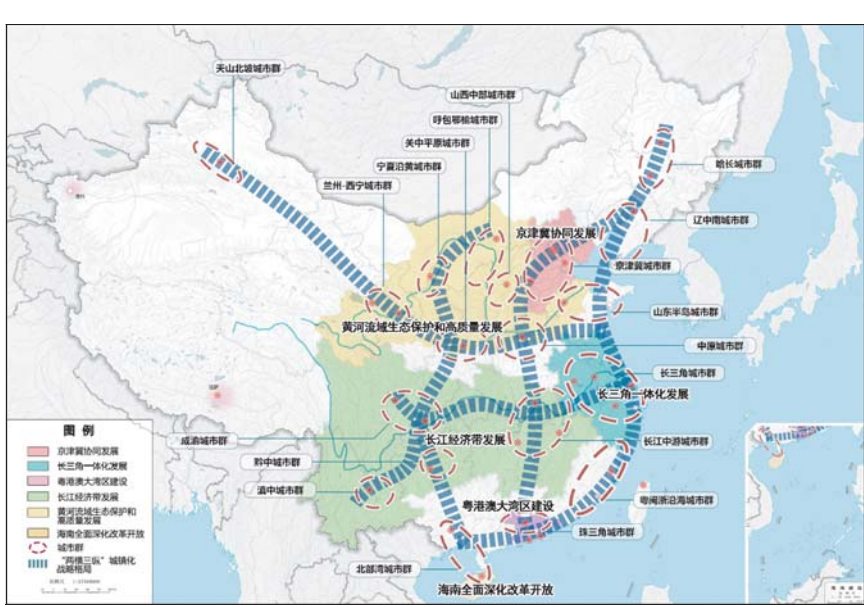 天山北坡城市群
山西中部城市群
呼包鄂榆城市群
关中平原城市群
宁夏沿黄城市群
兰州-西宁城市群
哈长城市群
辽中南城市群
京津冀协同发展
京津冀城市群
山东半岛城市群
黄河流域生态保护和高质量发展
中原城市群
长三角城市群
长三角一体化发展
成渝城市群
长江经济带发展
长江中游城市群
黔中城市群
滇中城市群
粤闽浙沿海城市群
粤港澳大湾区建设
珠三角城市群
北部湾城市群
海南全面深化改革开放
图 例
京津冀协同发展
长三角一体化发展
粤港澳大湾区建设
长江经济带发展
黄河流域生态保护和
高质量发展
海南全面深化改革开放
城市群
“两横三纵”城镇化
战略格局